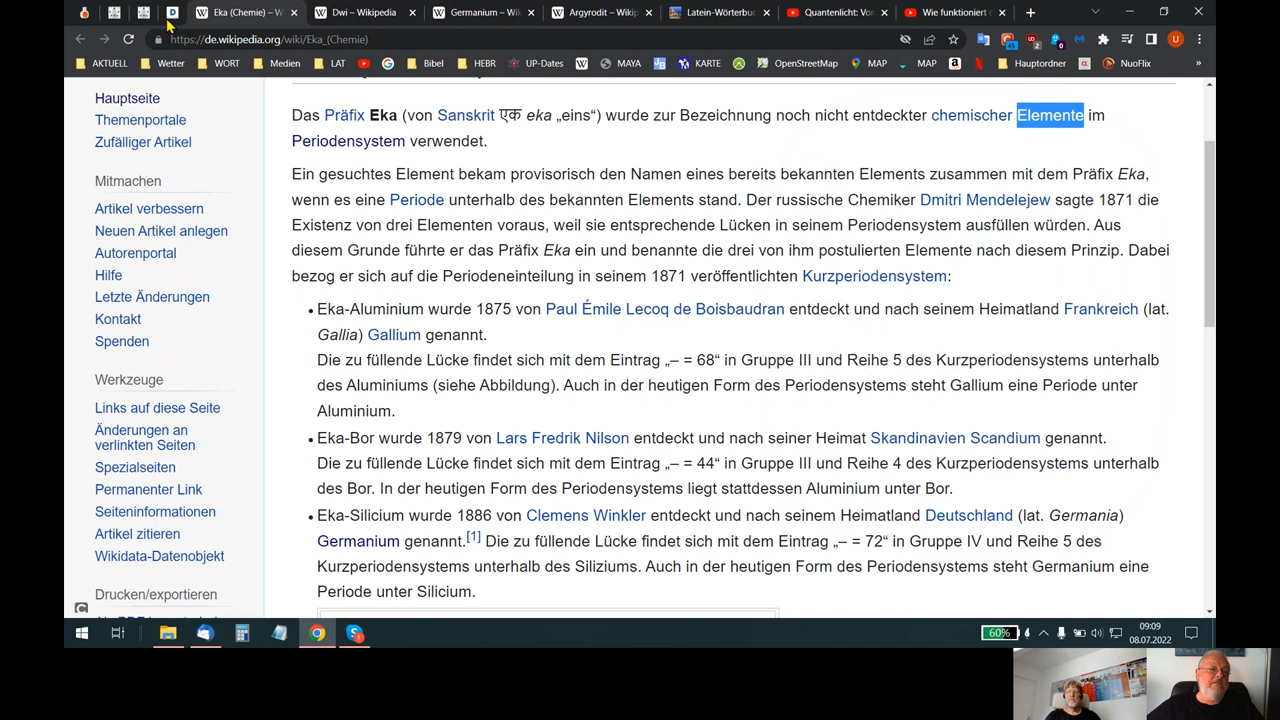 Eka (Chemie) – W
Dwi – Wikipedia
Germanium – Wik
Argyrodit – Wikip
Latein-Wörterbuc
Quantenlicht: Vor
Wie funktioniert c
https://de.wikipedia.org/wiki/Eka_(Chemie)
AKTUELL
Wetter
WORT
Medien
LAT
Bibel
HEBR
UP-Dates
MAYA
KARTE
OpenStreetMap
MAP
MAP
Hauptordner
NuoFlix
»
Hauptseite
Themenportale
Zufälliger Artikel
Mitmachen
Artikel verbessern
Neuen Artikel anlegen
Autorenportal
Hilfe
Letzte Änderungen
Kontakt
Spenden
Werkzeuge
Links auf diese Seite
Änderungen an
verlinkten Seiten
Spezialseiten
Permanenter Link
Seiteninformationen
Artikel zitieren
Wikidata-Datenobjekt
Drucken/exportieren
Das Präfix Eka (von Sanskrit एक eka „eins“) wurde zur Bezeichnung noch nicht entdeckter chemischer Elemente im
Periodensystem verwendet.
Ein gesuchtes Element bekam provisorisch den Namen eines bereits bekannten Elements zusammen mit dem Präfix Eka,
wenn es eine Periode unterhalb des bekannten Elements stand. Der russische Chemiker Dmitri Mendelejew sagte 1871 die
Existenz von drei Elementen voraus, weil sie entsprechende Lücken in seinem Periodensystem ausfüllen würden. Aus
diesem Grunde führte er das Präfix Eka ein und benannte die drei von ihm postulierten Elemente nach diesem Prinzip. Dabei
bezog er sich auf die Periodeneinteilung in seinem 1871 veröffentlichten Kurzperiodensystem:
• Eka-Aluminium wurde 1875 von Paul Émile Lecoq de Boisbaudran entdeckt und nach seinem Heimatland Frankreich (lat.
Gallia) Gallium genannt.
Die zu füllende Lücke findet sich mit dem Eintrag „– = 68“ in Gruppe III und Reihe 5 des Kurzperiodensystems unterhalb
des Aluminiums (siehe Abbildung). Auch in der heutigen Form des Periodensystems steht Gallium eine Periode unter
Aluminium.
• Eka-Bor wurde 1879 von Lars Fredrik Nilson entdeckt und nach seiner Heimat Skandinavien Scandium genannt.
Die zu füllende Lücke findet sich mit dem Eintrag „– = 44“ in Gruppe III und Reihe 4 des Kurzperiodensystems unterhalb
des Bor. In der heutigen Form des Periodensystems liegt stattdessen Aluminium unter Bor.
• Eka-Silicium wurde 1886 von Clemens Winkler entdeckt und nach seinem Heimatland Deutschland (lat. Germania)
Germanium genannt.[1] Die zu füllende Lücke findet sich mit dem Eintrag „– = 72“ in Gruppe IV und Reihe 5 des
Kurzperiodensystems unterhalb des Siliziums. Auch in der heutigen Form des Periodensystems steht Germanium eine
Periode unter Silicium.
60%
09:09
08.07.2022